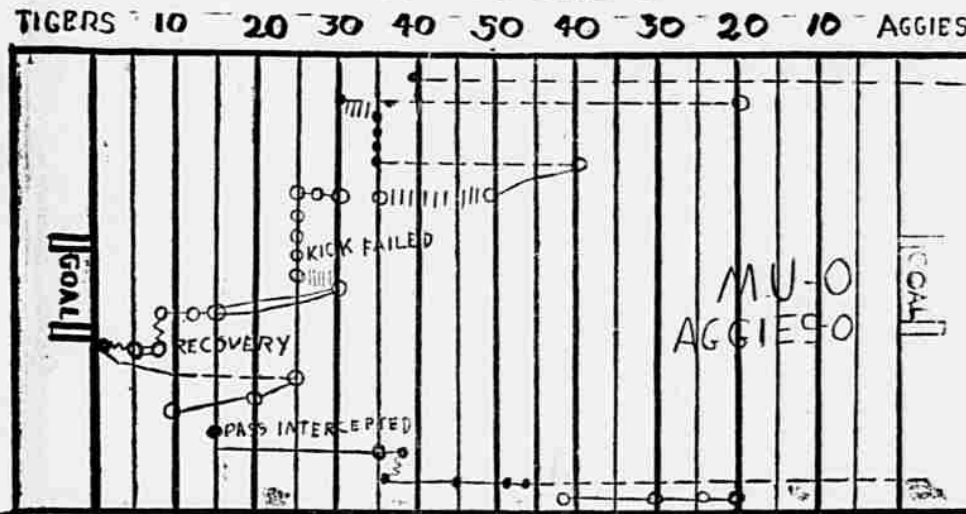 TIGERS 10 20 30 40 50 40 30 20 10 AGGIES
KICK FAILED
GOAL
GOAL
M.U-0
AGGIES-0
RECOVERY
PASS INTERCEPTED